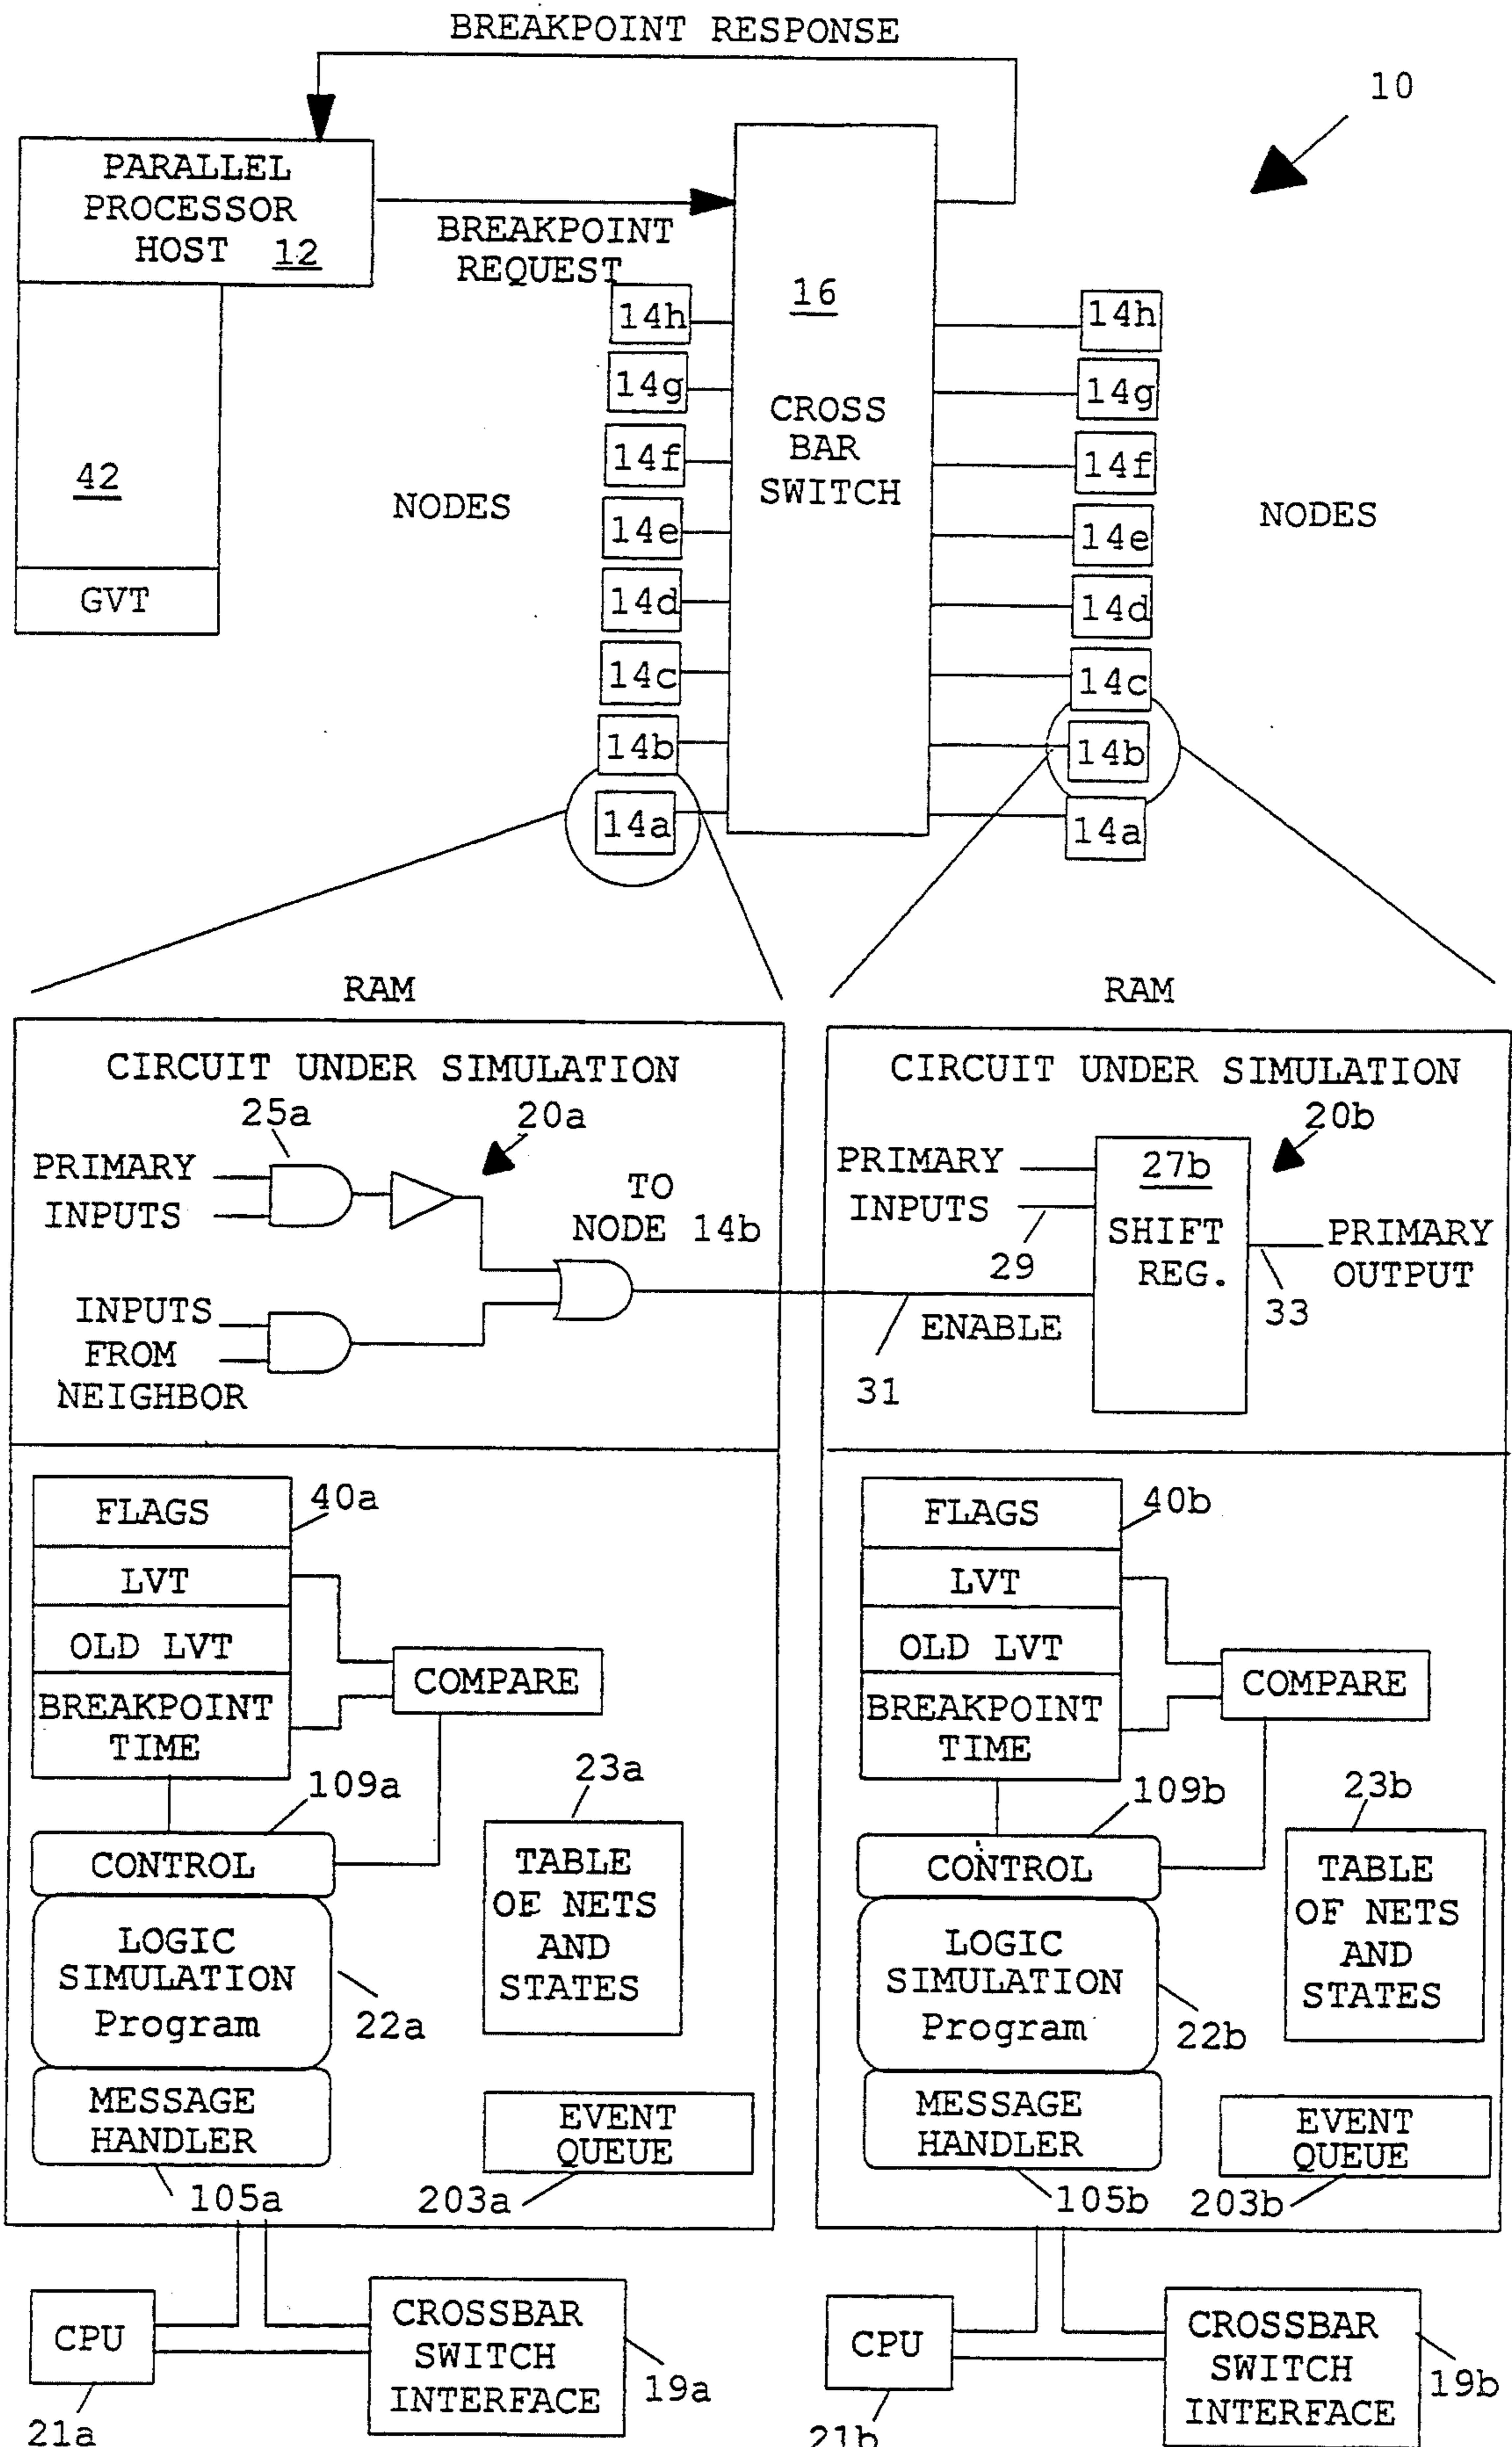 BREAKPOINT RESPONSE
10
PARALLEL
PROCESSOR
HOST 12
BREAKPOINT
REQUEST
42
GVT
NODES
14h
14g
14f
14e
14d
14c
14b
14a
16
CROSS
BAR
SWITCH
14h
14g
14f
14e
14d
14c
14b
14a
NODES
RAM
CIRCUIT UNDER SIMULATION
25a
20a
PRIMARY
INPUTS
TO
NODE 14b
INPUTS
FROM
NEIGHBOR
FLAGS
40a
LVT
OLD LVT
BREAKPOINT
TIME
COMPARE
109a
CONTROL
23a
TABLE
OF NETS
AND
STATES
LOGIC
SIMULATION
Program
22a
MESSAGE
HANDLER
105a
EVENT
QUEUE
203a
CPU
21a
CROSSBAR
SWITCH
INTERFACE
19a
RAM
CIRCUIT UNDER SIMULATION
20b
PRIMARY
INPUTS
29
27b
SHIFT
REG.
PRIMARY
OUTPUT
33
ENABLE
31
FLAGS
40b
LVT
OLD LVT
BREAKPOINT
TIME
COMPARE
109b
CONTROL
23b
TABLE
OF NETS
AND
STATES
LOGIC
SIMULATION
Program
22b
MESSAGE
HANDLER
105b
EVENT
QUEUE
203b
CPU
21b
CROSSBAR
SWITCH
INTERFACE
19b